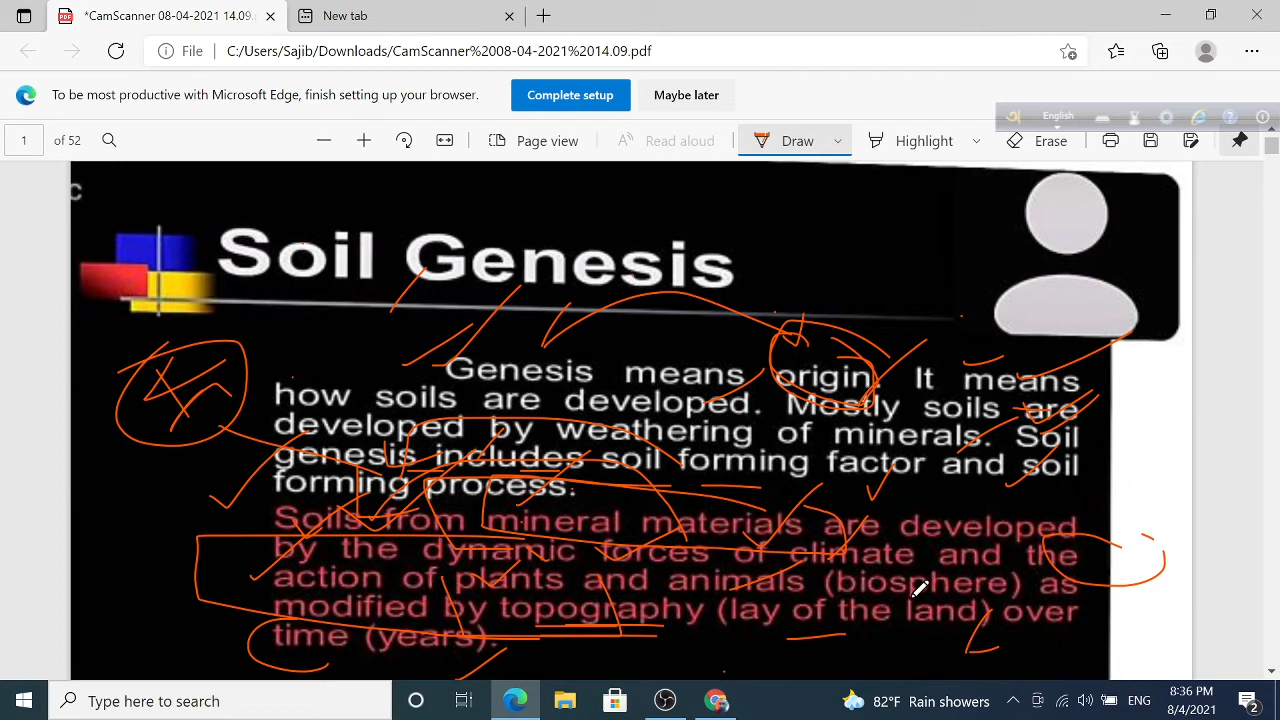 *CamScanner 08-04-2021 14.09.
New tab
File C:/Users/Sajib/Downloads/CamScanner%2008-04-2021%2014.09.pdf
To be most productive with Microsoft Edge, finish setting up your browser.
Complete setup
Maybe later
English
1 of 52
Page view
Read aloud
Draw
Highlight
Erase
c
Soil Genesis
Genesis means origin. It means
how soils are developed. Mostly soils are
developed by weathering of minerals. Soil
genesis includes soil forming factor and soil
forming process.
Soils from mineral materials are developed
by the dynamic forces of climate and the
action of plants and animals (biosphere) as
modified by topography (lay of the land) over
time (years).
Type here to search
82°F Rain showers
ENG
8:36 PM
8/4/2021
2